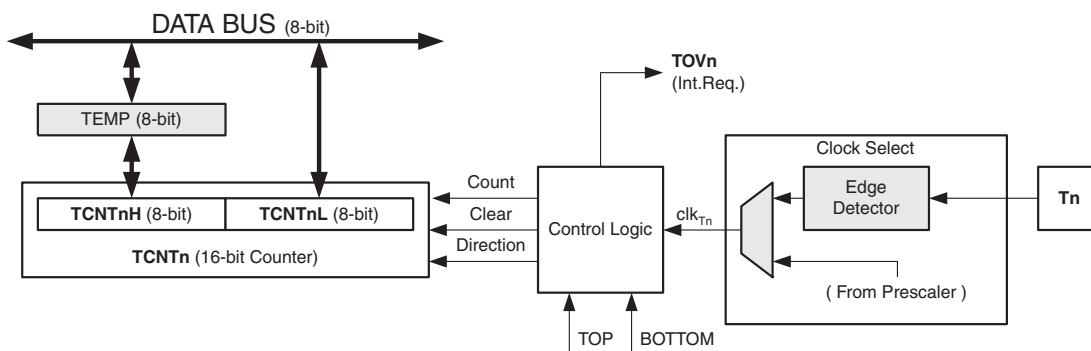 DATA BUS (8-bit)
TOVn
(Int.Req.)
TEMP (8-bit)
Clock Select
Count
Edge
Detector
Tn
TCNTnH (8-bit)
TCNTnL (8-bit)
Clear
Control Logic
clkTn
Direction
TCNTn (16-bit Counter)
( From Prescaler )
TOP
BOTTOM